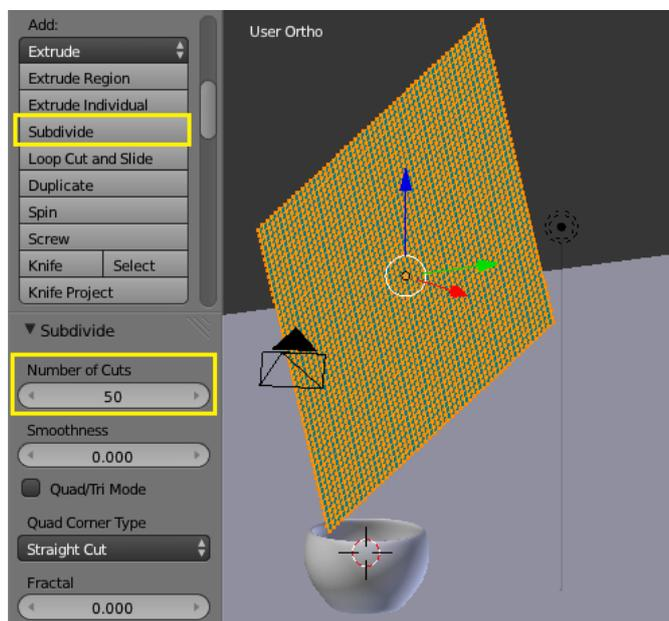 Add:
Extrude
Extrude Region
Extrude Individual
Subdivide
Loop Cut and Slide
Duplicate
Spin
Screw
Knife Select
Knife Project
Subdivide
Number of Cuts
50
Smoothness
0.000
Quad/Tri Mode
Quad Corner Type
Straight Cut
Fractal
0.000
User Ortho